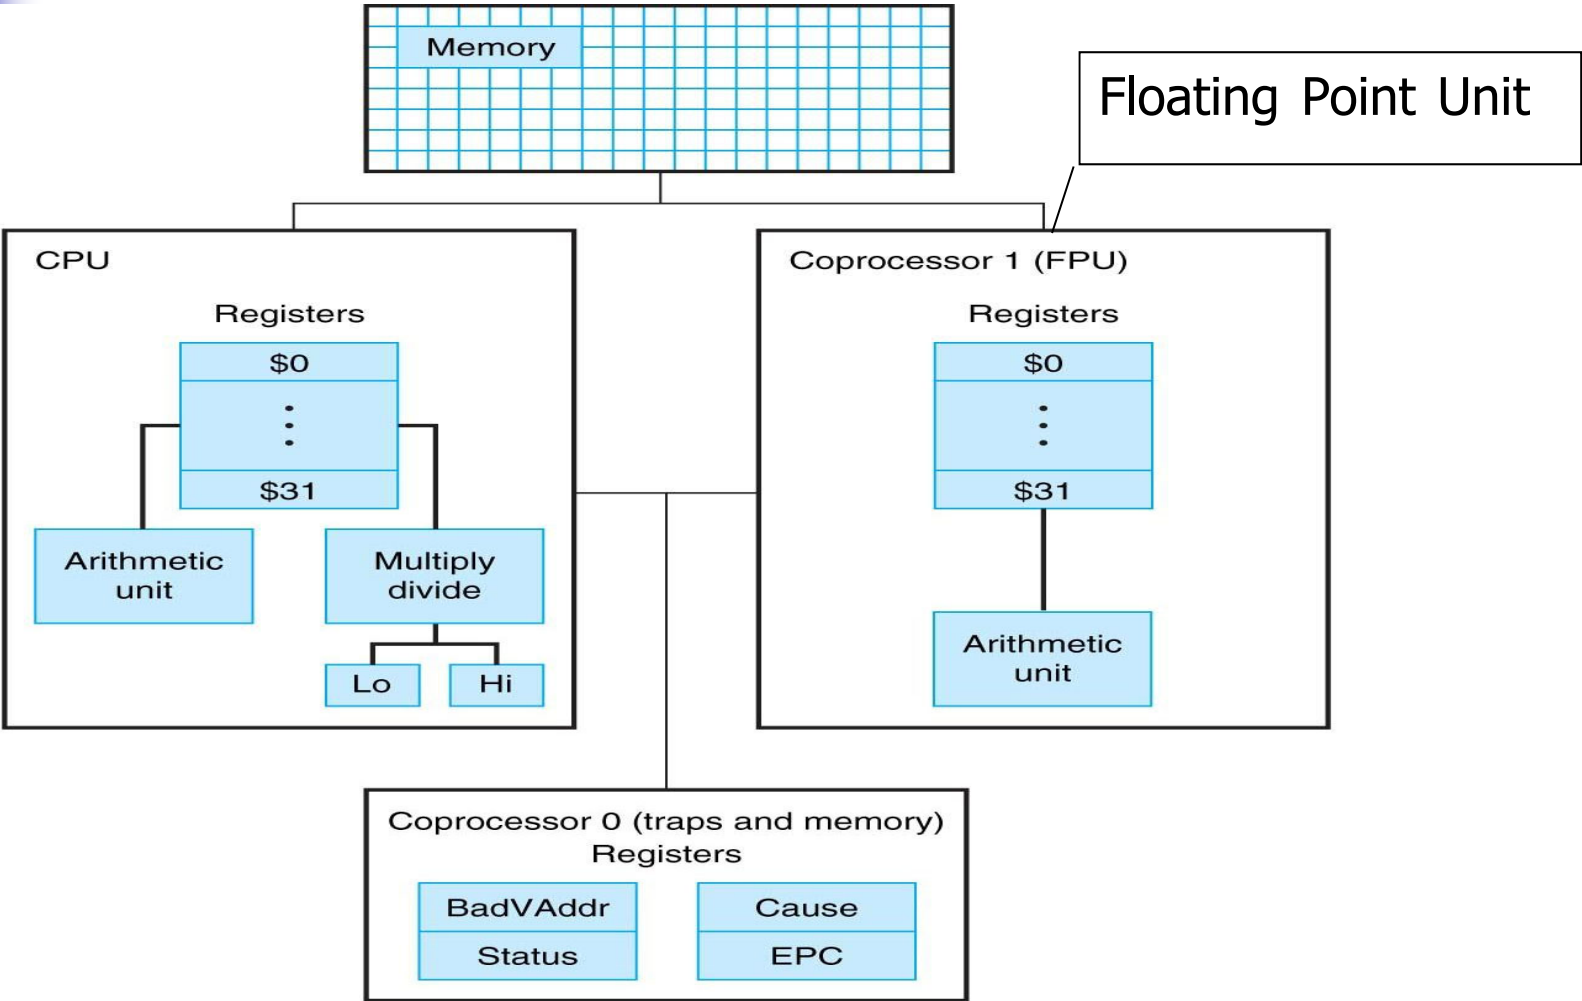 Memory
Floating Point Unit
CPU
Registers
$0
$31
Arithmetic
unit
Multiply
divide
Lo
Hi
Coprocessor 1 (FPU)
Registers
$0
$31
Arithmetic
unit
Coprocessor 0 (traps and memory)
Registers
BadVAddr
Cause
Status
EPC